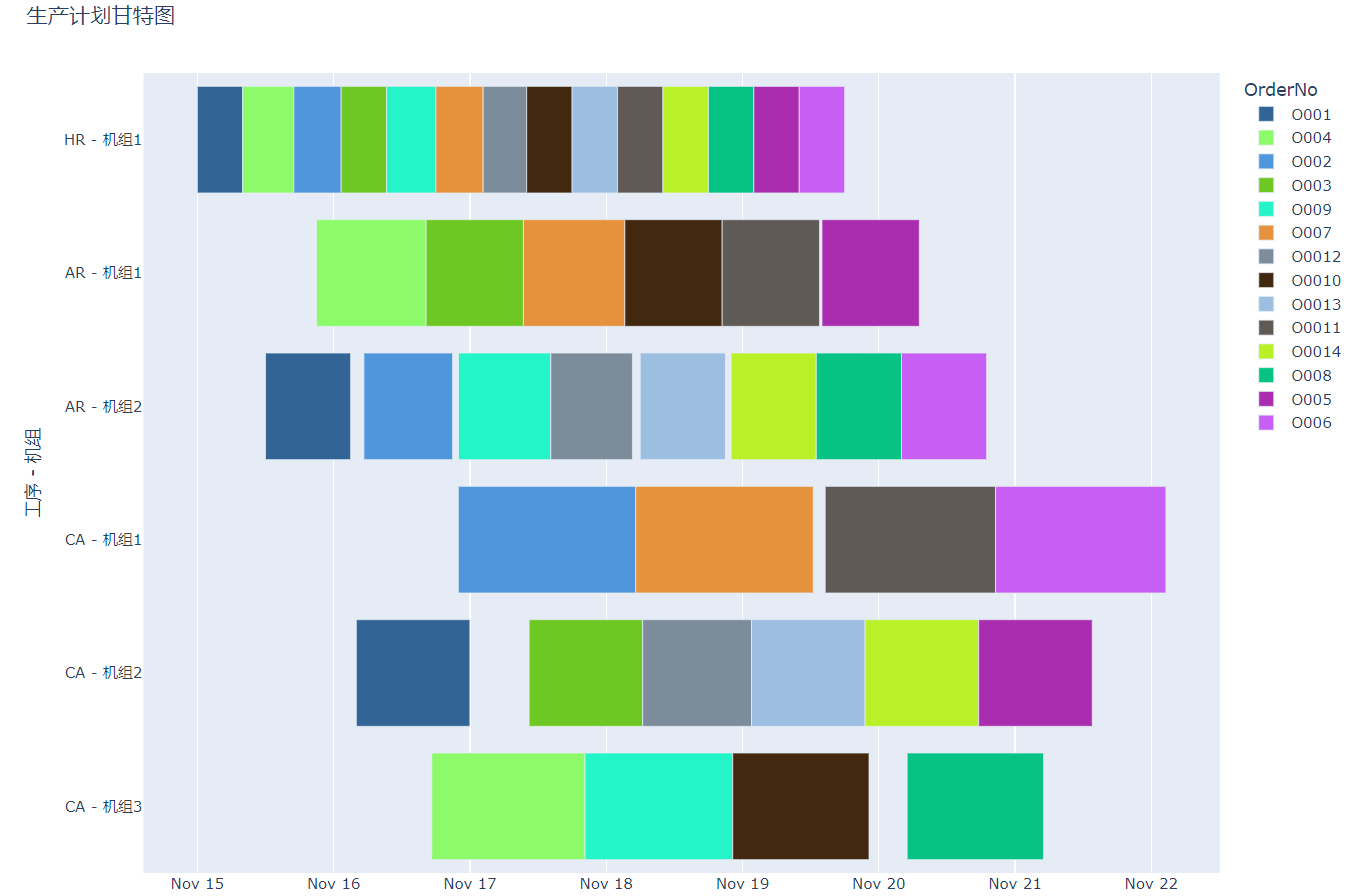 生产计划甘特图
OrderNo
O001
O004
O002
O003
O009
O007
O0012
O0010
O0013
O0011
O0014
O008
O005
O006
工序 - 机组
HR - 机组1
AR - 机组1
AR - 机组2
CA - 机组1
CA - 机组2
CA - 机组3
Nov 15 Nov 16 Nov 17 Nov 18 Nov 19 Nov 20 Nov 21 Nov 22